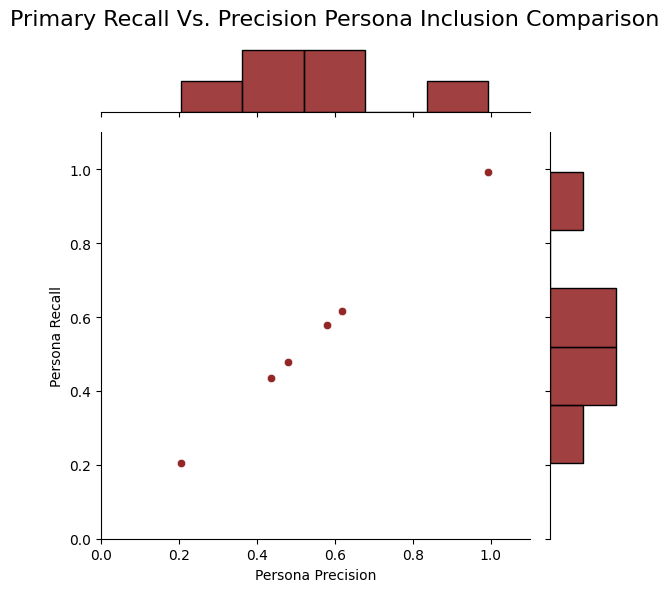 Primary Recall Vs. Precision Persona Inclusion Comparison
1.0
0.8
0.6
0.4
0.2
0.0
Persona Recall
0.0 0.2 0.4 0.6 0.8 1.0
Persona Precision